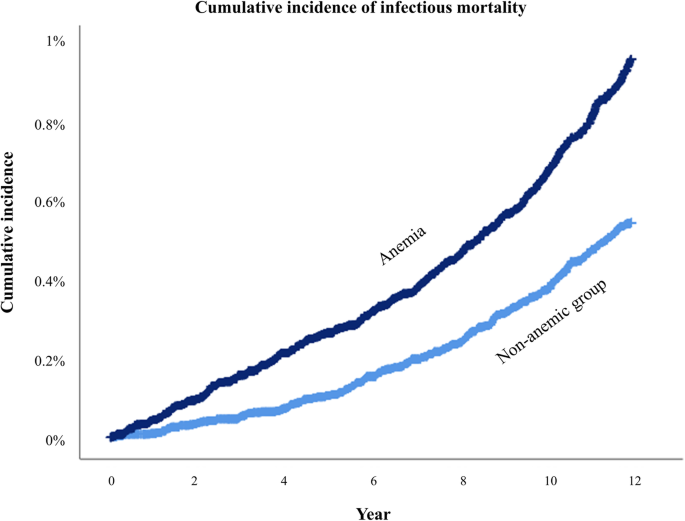 Cumulative incidence of infectious mortality
1%
0.8%
0.6%
0.4%
0.2%
0%
Cumulative incidence
Anemia
Non-anemic group
0 2 4 6 8 10 12
Year